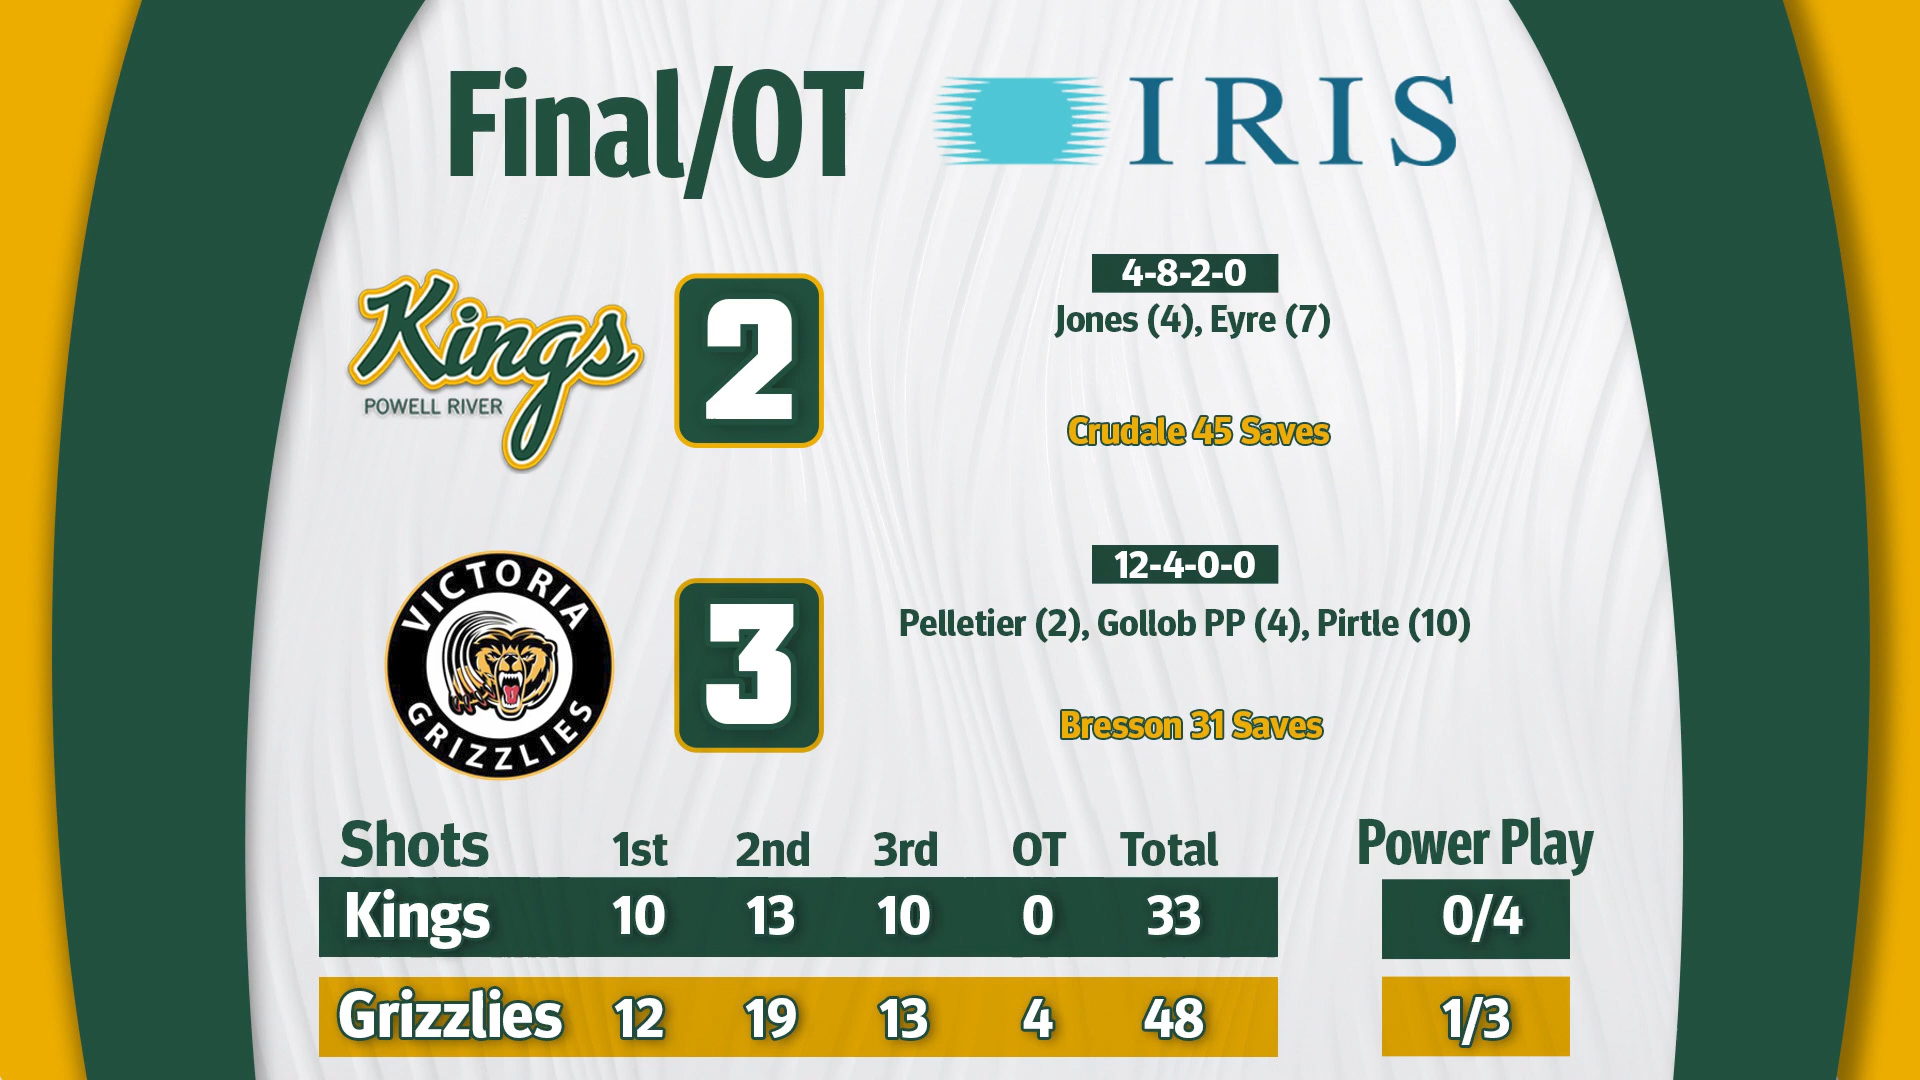 Final/OT IRIS
Kings
POWELL RIVER
2
4-8-2-0
Jones (4), Eyre (7)
Crudale 45 Saves
VICTORIA
GRIZZLIES
3
12-4-0-0
Pelletier (2), Gollob PP (4), Pirtle (10)
Bresson 31 Saves
Shots 1st 2nd 3rd OT Total Power Play
Kings 10 13 10 0 33 0/4
Grizzlies 12 19 13 4 48 1/3